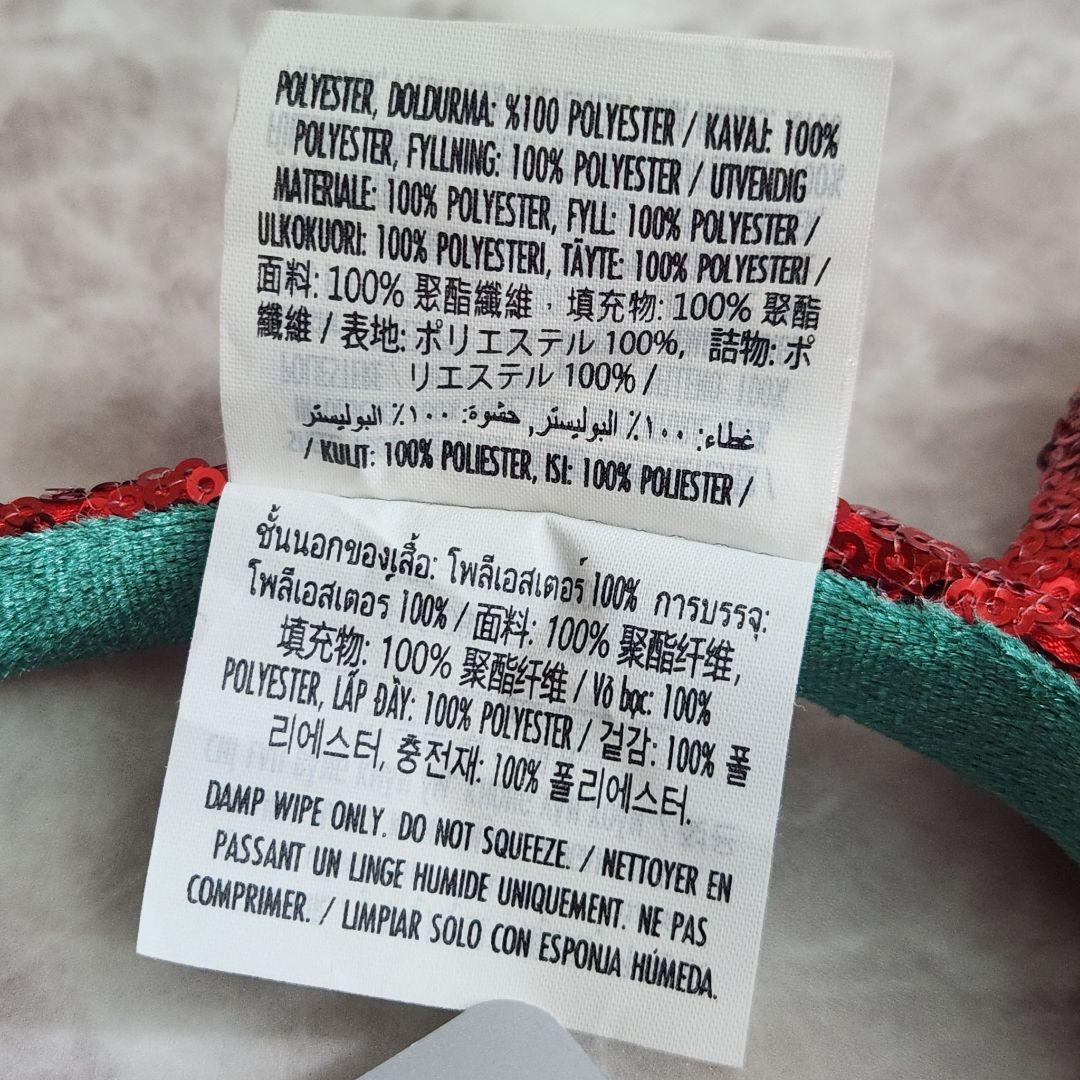 POLYESTER, DOLDURMA: %100 POLYESTER / KAVAJ: 100%
POLYESTER, FYLLNING: 100% POLYESTER / UTVENDIG
MATERIALE: 100% POLYESTER, FYLL: 100% POLYESTER /
ULKOKUORI: 100% POLYESTERI, TÄYTE: 100% POLYESTERI /
面料: 100% 聚酯纖維，填充物: 100% 聚酯
纖維 / 表地: ポリエステル 100%, 詰物: ポ
リエステル 100% /
غطاء: ١٠٠٪ البوليستر, حشوة: ١٠٠٪ البوليستر
/ KULIT: 100% POLIESTER, ISI: 100% POLIESTER /
ชั้นนอกของเสื้อ: โพลีเอสเตอร์ 100% การบรรจุ:
โพลีเอสเตอร์ 100% / 面料: 100% 聚酯纤维,
填充物: 100% 聚酯纤维 / Vỏ bọc: 100%
POLYESTER, LẤP ĐẦY: 100% POLYESTER / 겉감: 100% 폴
리에스터, 충전재: 100% 폴리에스터.
DAMP WIPE ONLY. DO NOT SQUEEZE. / NETTOYER EN
PASSANT UN LINGE HUMIDE UNIQUEMENT. NE PAS
COMPRIMER. / LIMPIAR SOLO CON ESPONJA HÚMEDA.